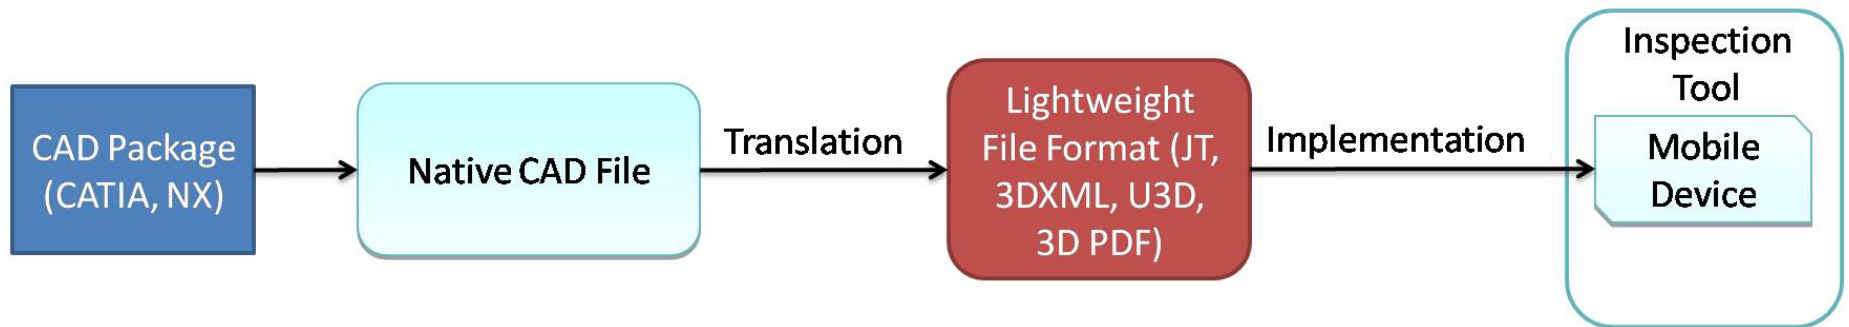 CAD Package
(CATIA, NX)
Native CAD File
Translation
Lightweight
File Format (JT,
3DXML, U3D,
3D PDF)
Implementation
Inspection
Tool
Mobile
Device